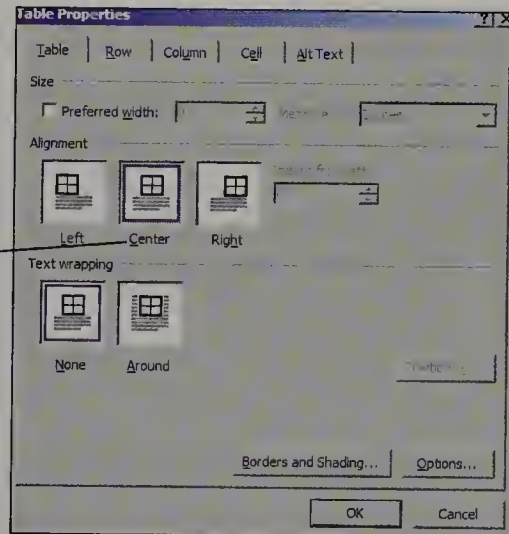 Table Properties
Table Row Column Cell Alt Text
Size
Preferred width:
Alignment
Left Center Right
Text wrapping
None Around
Borders and Shading... Options...
OK Cancel